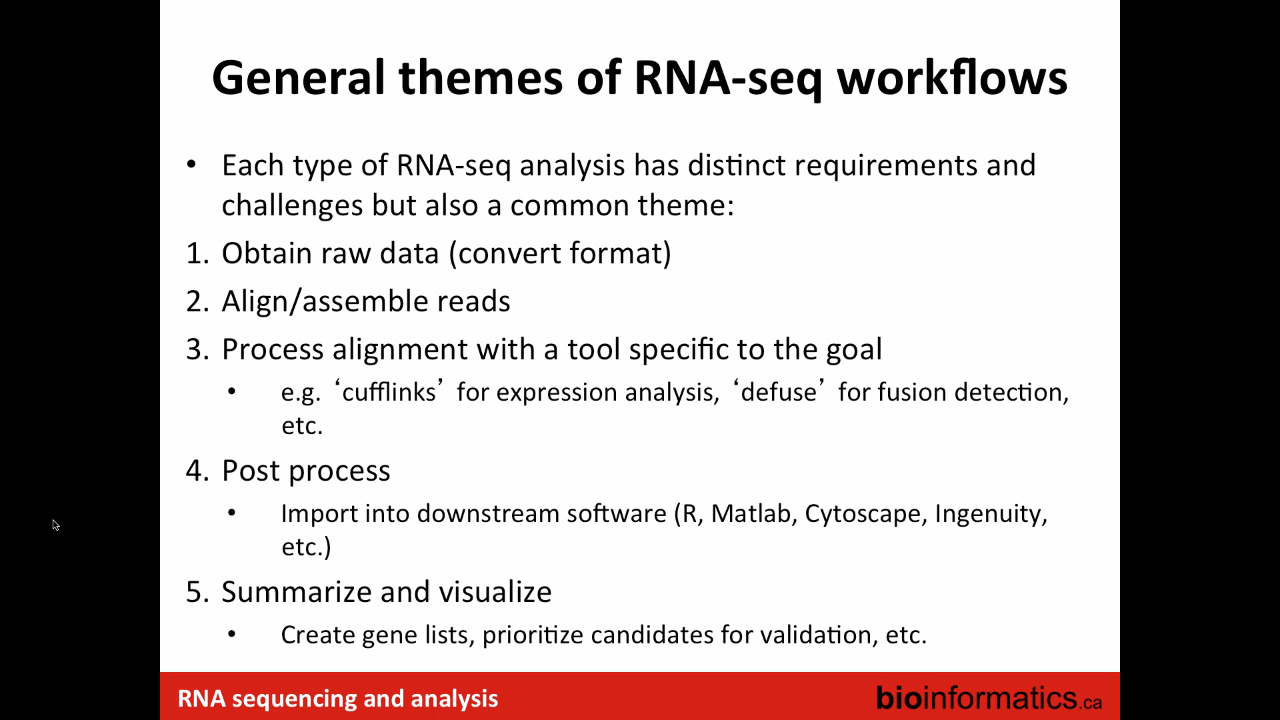 General themes of RNA-seq workflows
• Each type of RNA-seq analysis has distinct requirements and
challenges but also a common theme:
1. Obtain raw data (convert format)
2. Align/assemble reads
3. Process alignment with a tool specific to the goal
• e.g. ‘cufflinks’ for expression analysis, ‘defuse’ for fusion detection,
etc.
4. Post process
• Import into downstream software (R, Matlab, Cytoscape, Ingenuity,
etc.)
5. Summarize and visualize
• Create gene lists, prioritize candidates for validation, etc.
RNA sequencing and analysis
bioinformatics.ca